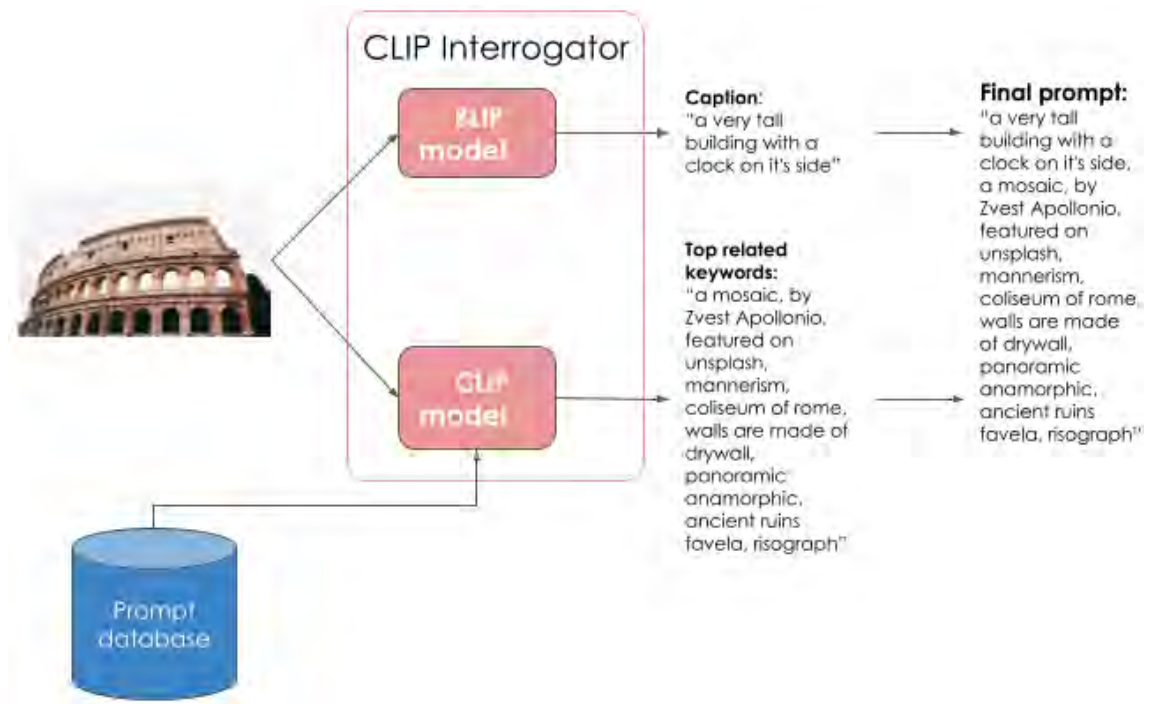 CLIP Interrogator
BLIP
model
Caption:
"a very tall
building with a
clock on it's side"
Final prompt:
"a very tall
building with a
clock on it's side,
a mosaic, by
Zvest Apollonio,
featured on
unsplash,
mannerism,
coliseum of rome,
walls are made
of drywall,
panoramic
anamorphic,
ancient ruins
favela, risograph"
Top related
keywords:
"a mosaic, by
Zvest Apollonio,
featured on
unsplash,
mannerism,
coliseum of rome,
walls are made of
drywall,
panoramic
anamorphic,
ancient ruins
favela, risograph"
CLIP
model
Prompt
database